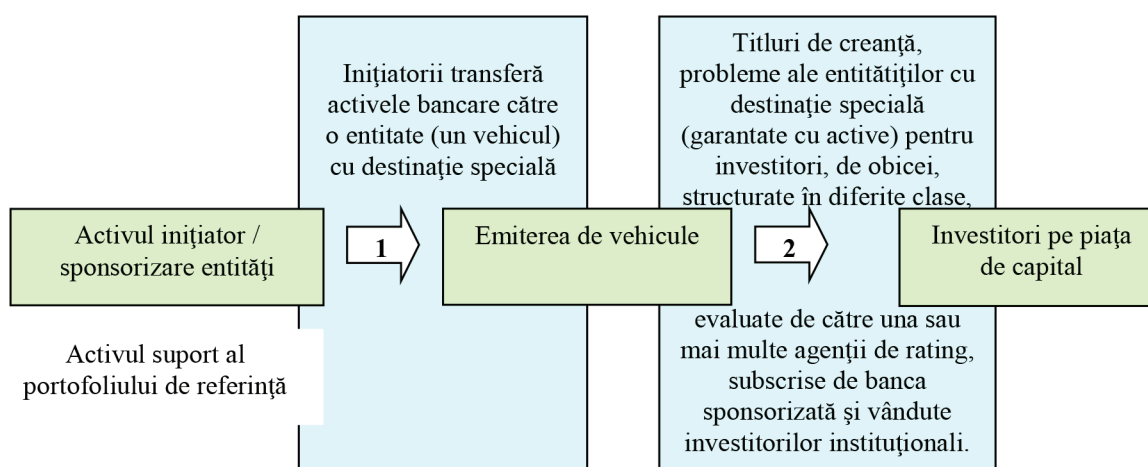 Iniţiatorii transferă
activele bancare către
o entitate (un vehicul)
cu destinaţie specială
Titluri de creanţă,
probleme ale entitătiţilor cu
destinaţie specială
(garantate cu active) pentru
investitori, de obicei,
structurate în diferite clase,
Activul iniţiator /
sponsorizare entităţi
1
Emiterea de vehicule
2
Investitori pe piaţa
de capital
Activul suport al
portofoliului de referinţă
evaluate de către una sau
mai multe agenţii de rating,
subscrise de banca
sponsorizată şi vândute
investitorilor instituţionali.